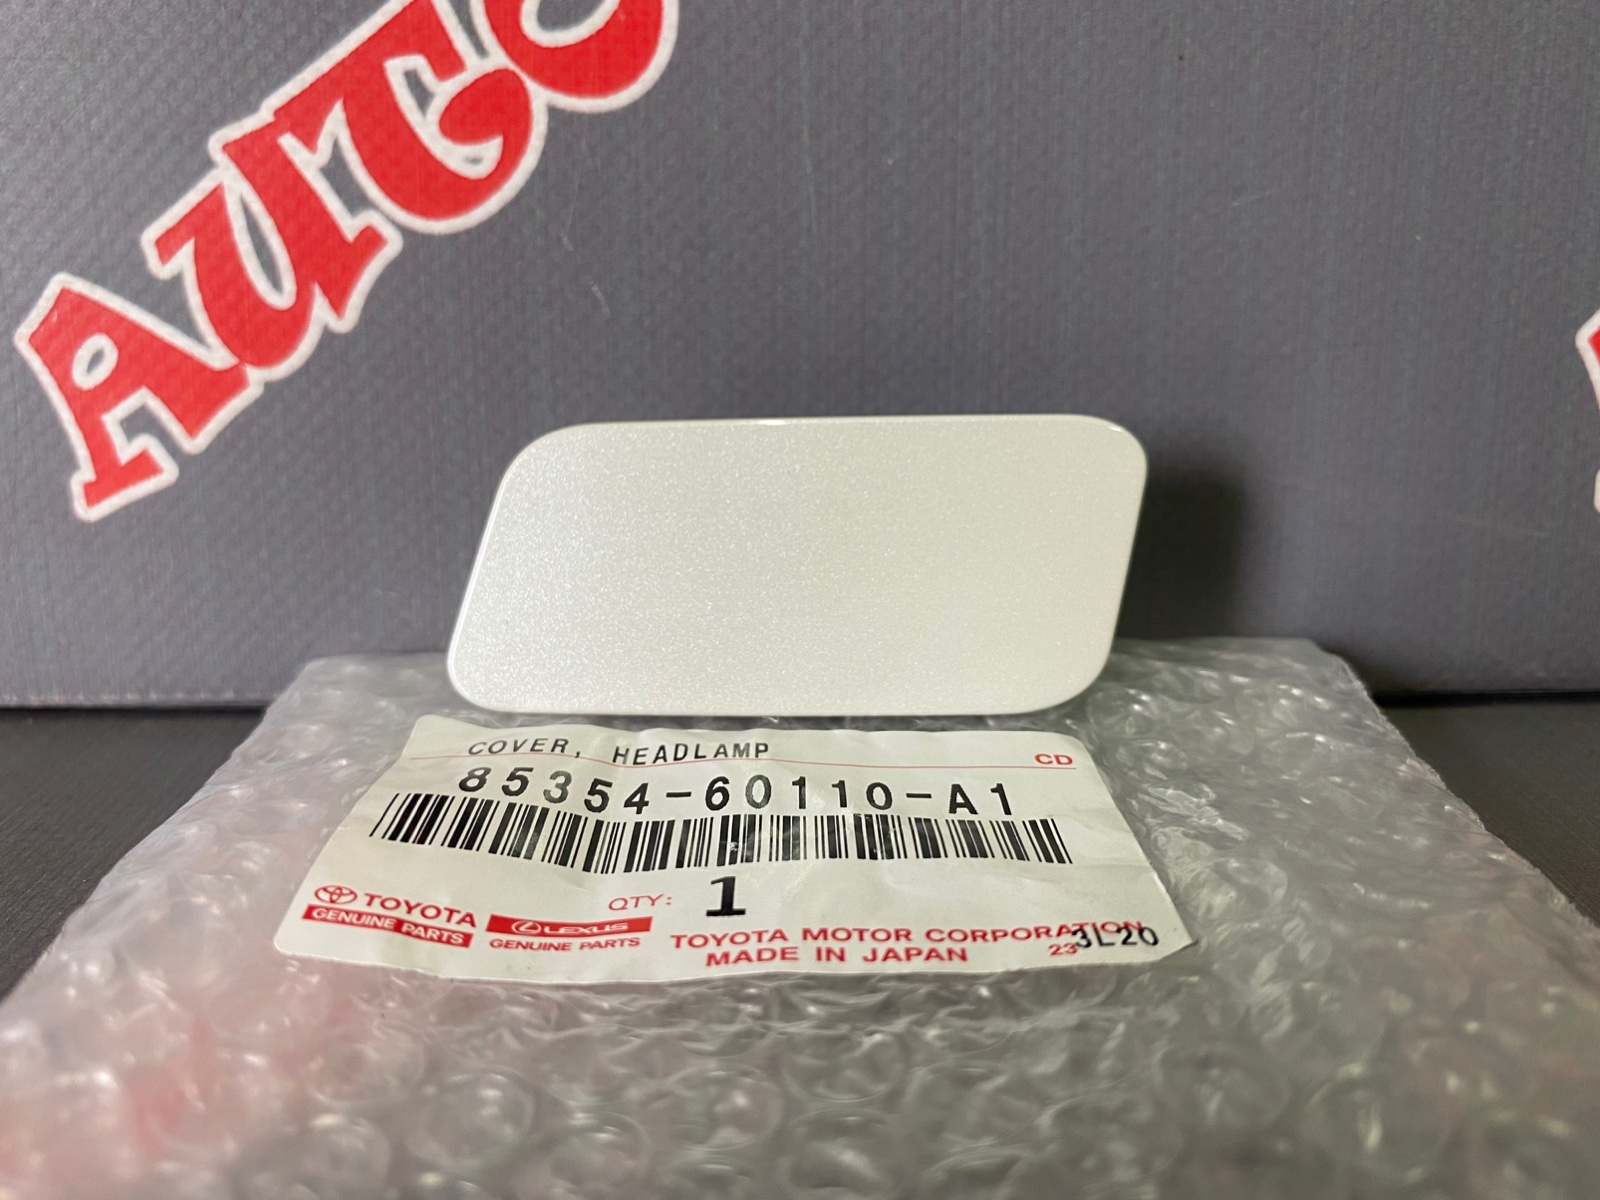 AUTO
COVER, HEADLAMP
CD
85354-60110-A1
TOYOTA
GENUINE PARTS
LEXUS
GENUINE PARTS
QTY: 1
TOYOTA MOTOR CORPORATION
MADE IN JAPAN
23
3L20